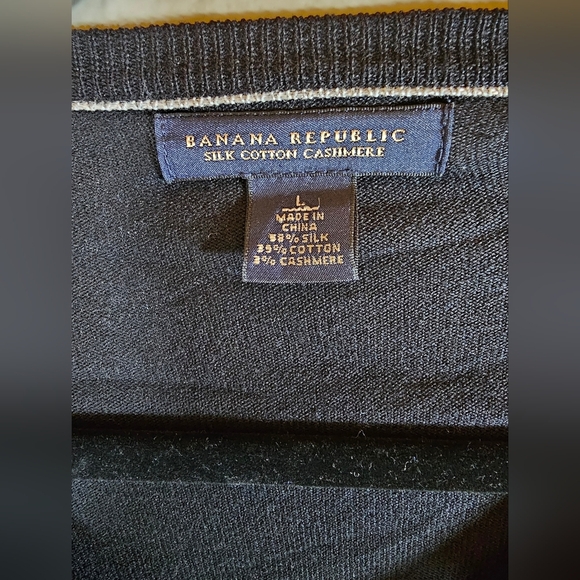 BANANA REPUBLIC
SILK COTTON CASHMERE
L
MADE IN
CHINA
58% SILK
39% COTTON
3% CASHMERE